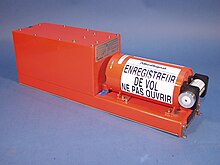 ENREGISTREUR
DE VOL
NE PAS OUVRIR